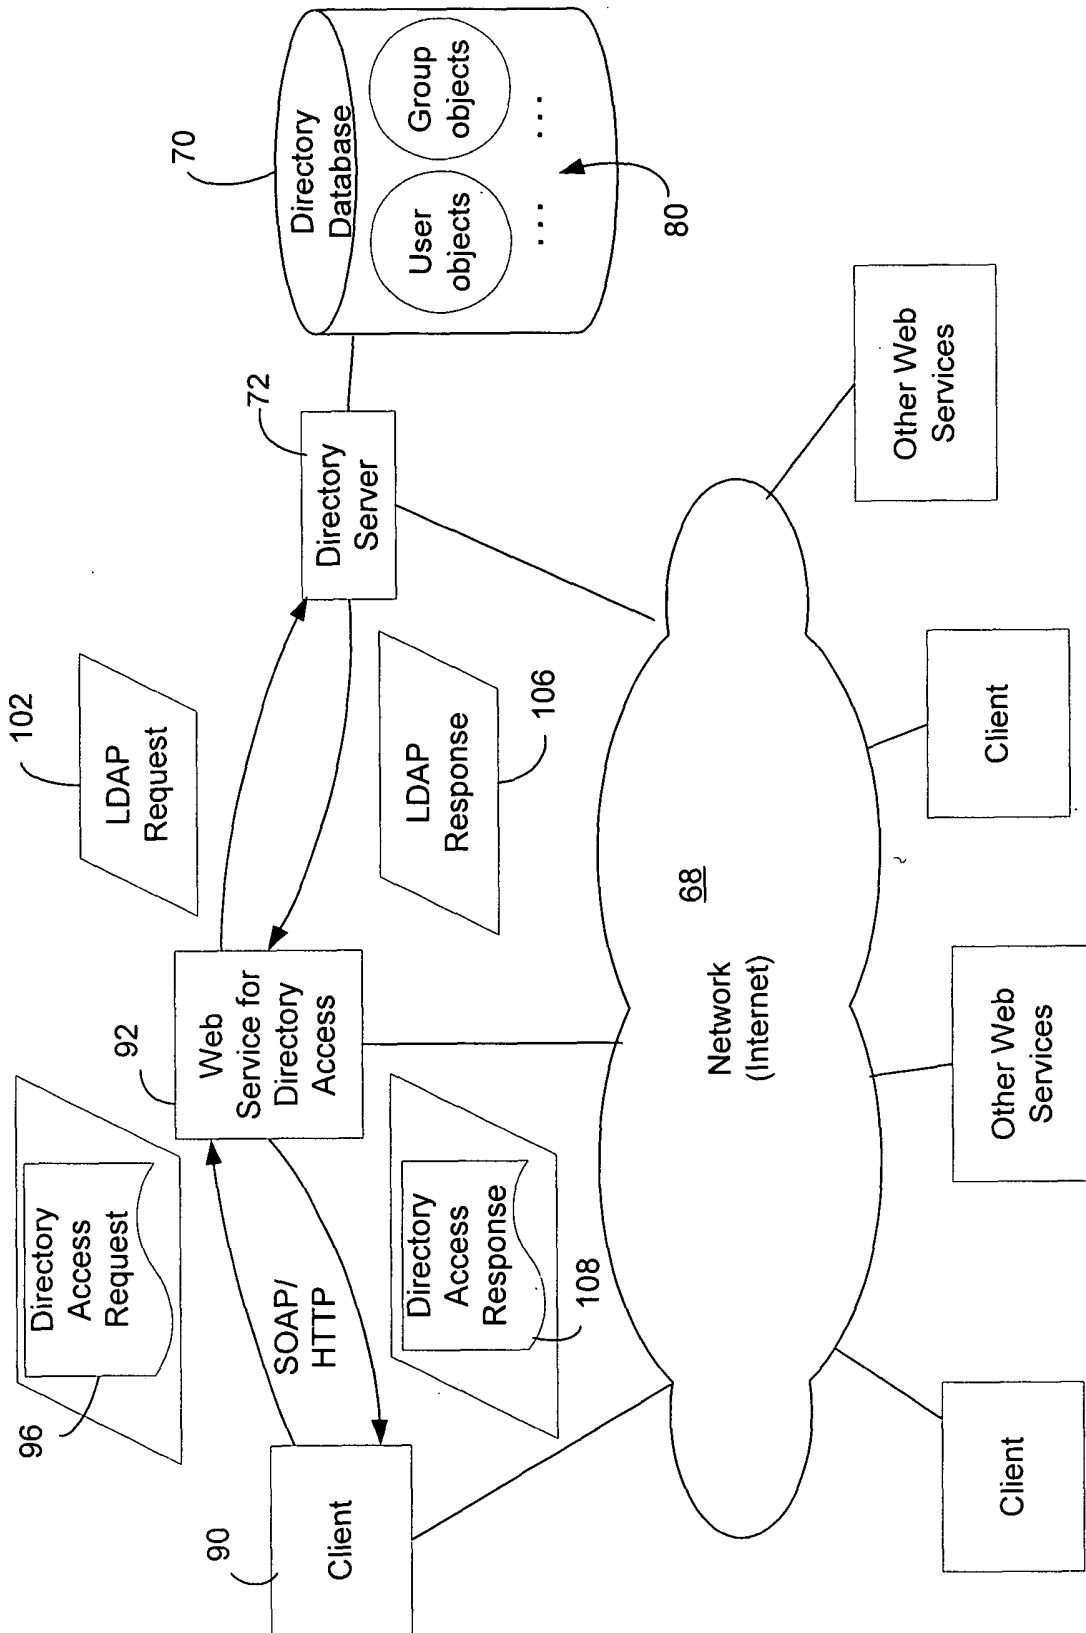 96
Directory
Access
Request
102
LDAP
Request
70
Directory
Database
User
objects
Group
objects
...
...
80
72
Directory
Server
92
Web
Service for
Directory
Access
90
Client
SOAP/
HTTP
Directory
Access
Response
108
LDAP
Response
106
68
Network
(Internet)
Client
Other Web
Services
Client
Other Web
Services